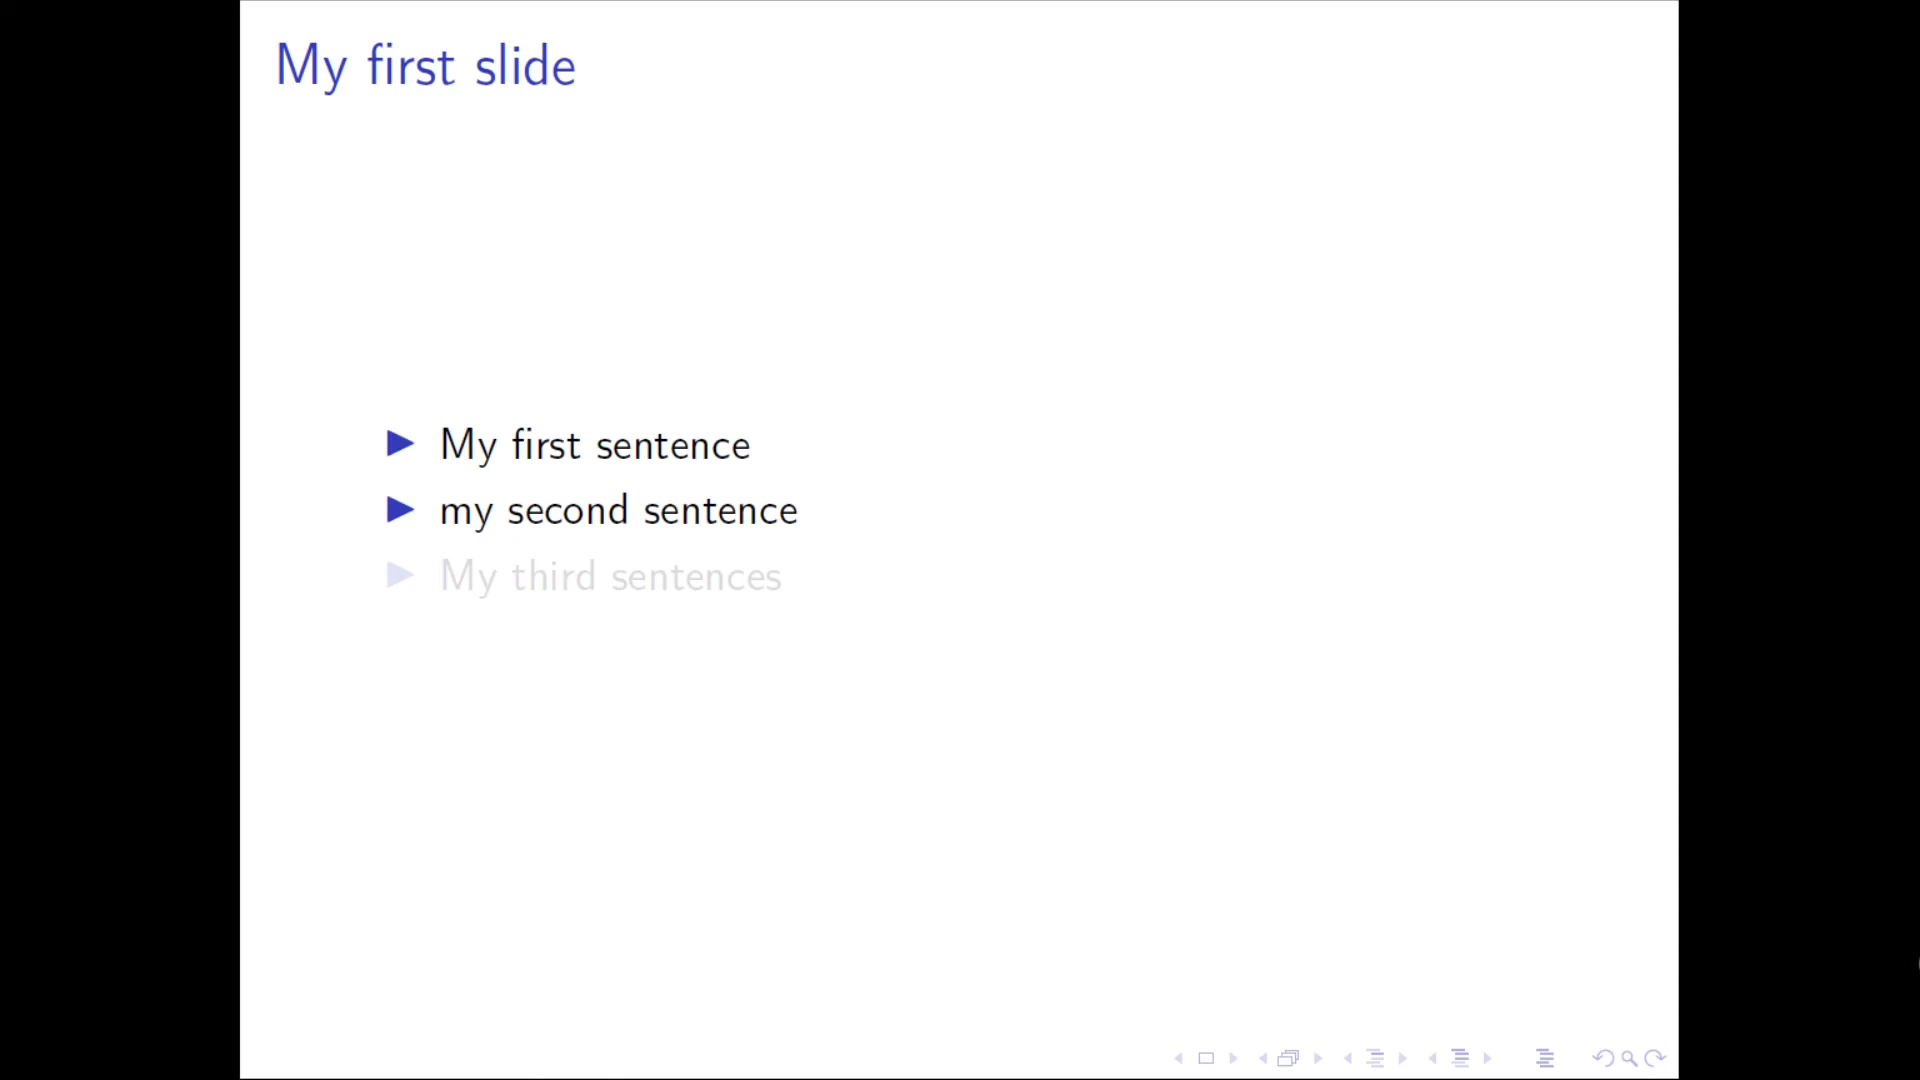 My first slide
My first sentence
my second sentence
My third sentences